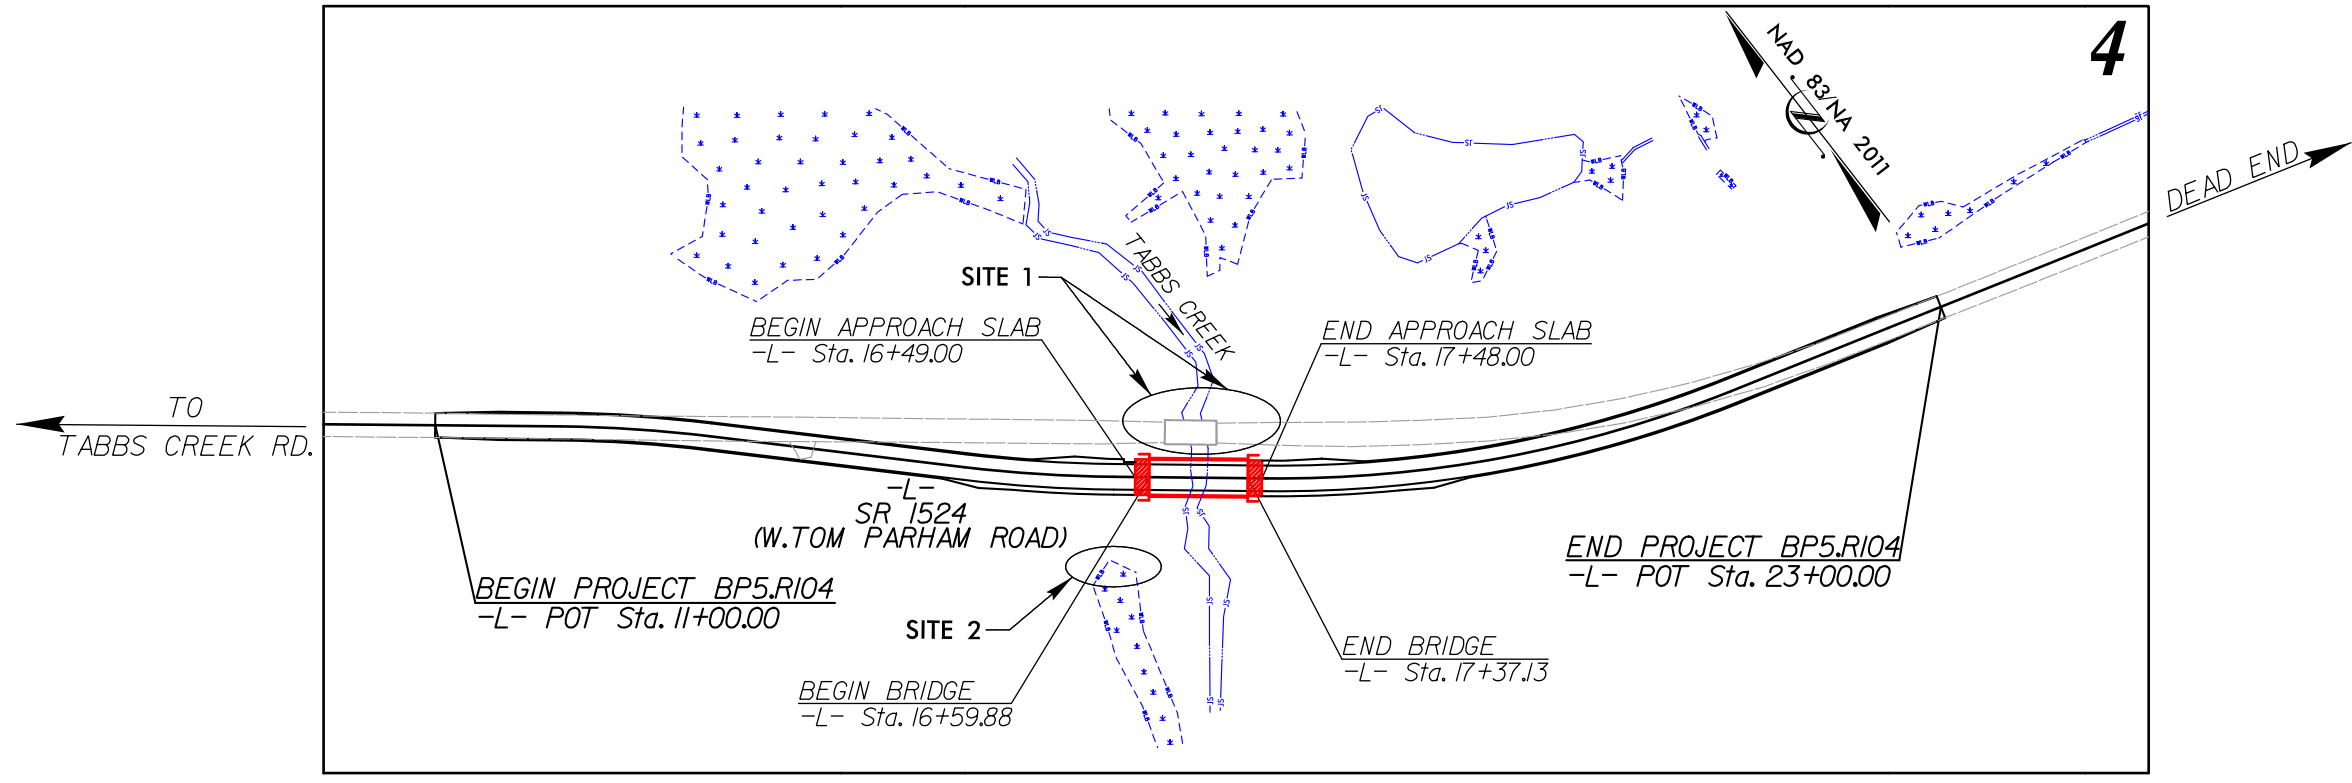 4
NAD 83/NA 2011
DEAD END
TABBS CREEK
SITE 1
BEGIN APPROACH SLAB
-L- Sta. 16+49.00
END APPROACH SLAB
-L- Sta. 17+48.00
TO
TABBS CREEK RD.
-L-
SR 1524
(W.TOM PARHAM ROAD)
BEGIN PROJECT BP5.R104
-L- POT Sta. 11+00.00
END PROJECT BP5.R104
-L- POT Sta. 23+00.00
SITE 2
BEGIN BRIDGE
-L- Sta. 16+59.88
END BRIDGE
-L- Sta. 17+37.13